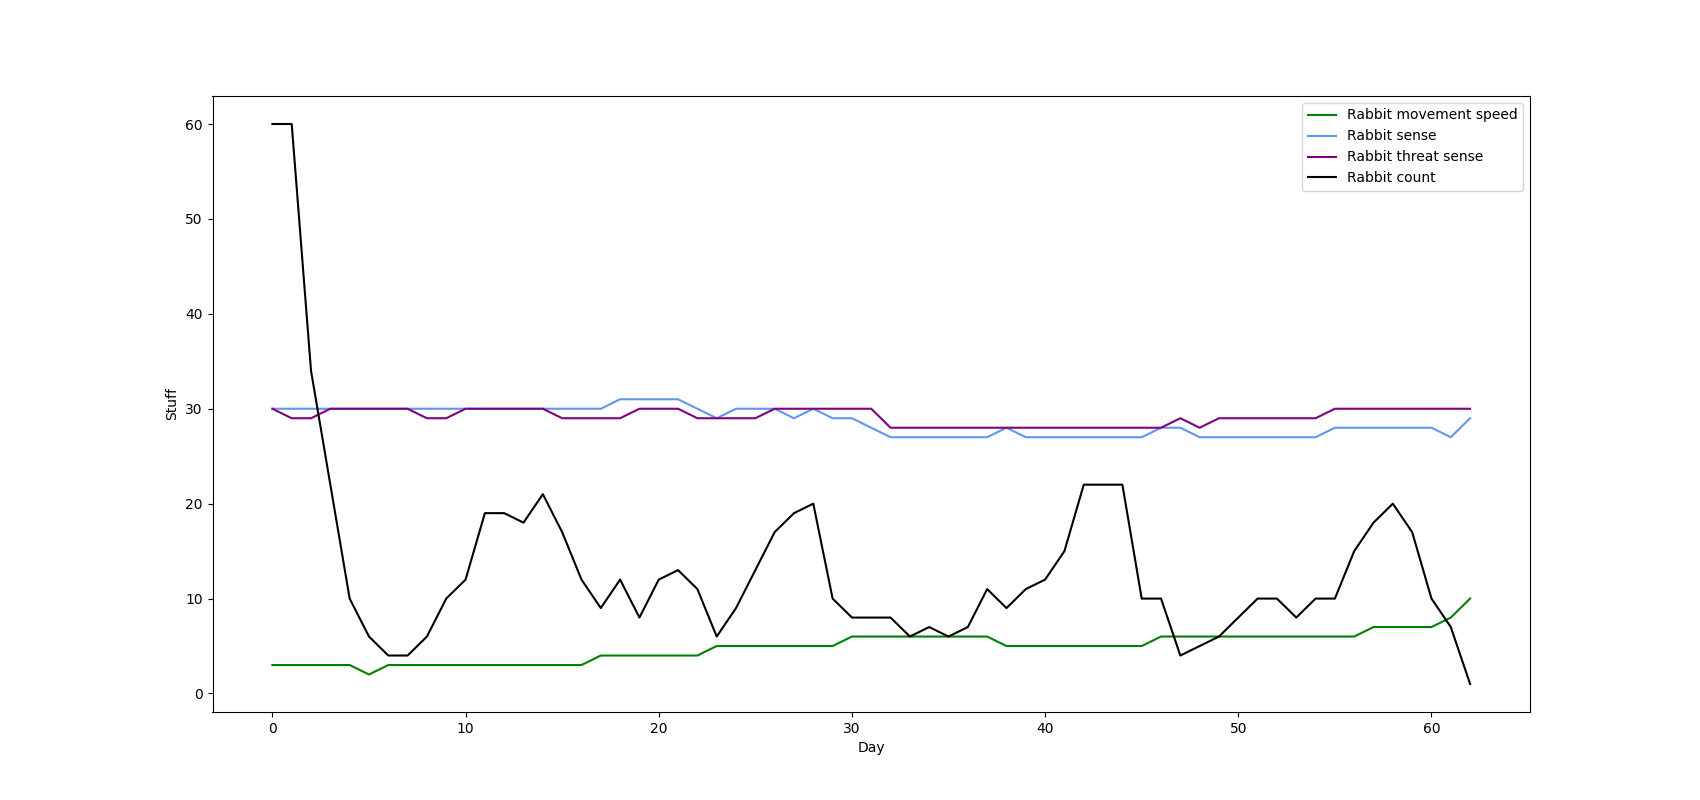 Rabbit movement speed
Rabbit sense
Rabbit threat sense
Rabbit count
60
50
40
30
20
10
0
Stuff
0 10 20 30 40 50 60
Day